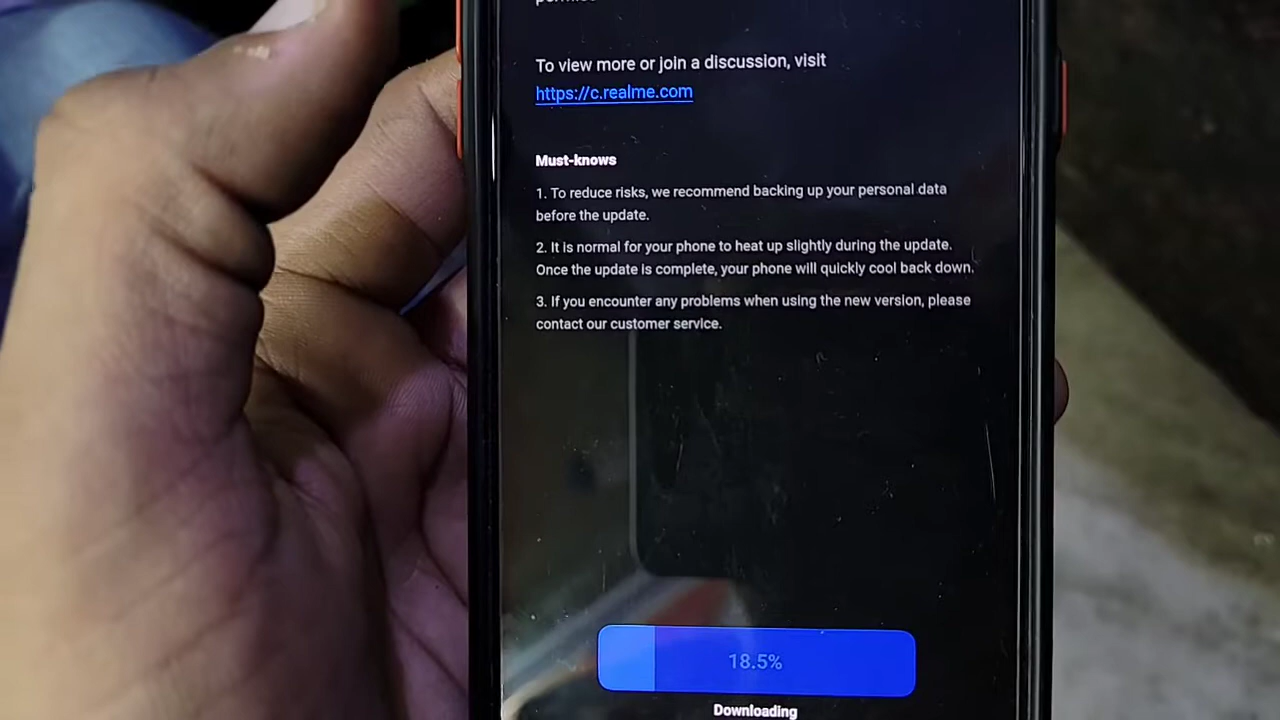 To view more or join a discussion, visit
https://c.realme.com
Must-knows
1. To reduce risks, we recommend backing up your personal data
before the update.
2. It is normal for your phone to heat up slightly during the update.
Once the update is complete, your phone will quickly cool back down.
3. If you encounter any problems when using the new version, please
contact our customer service.
18.5%
Downloading